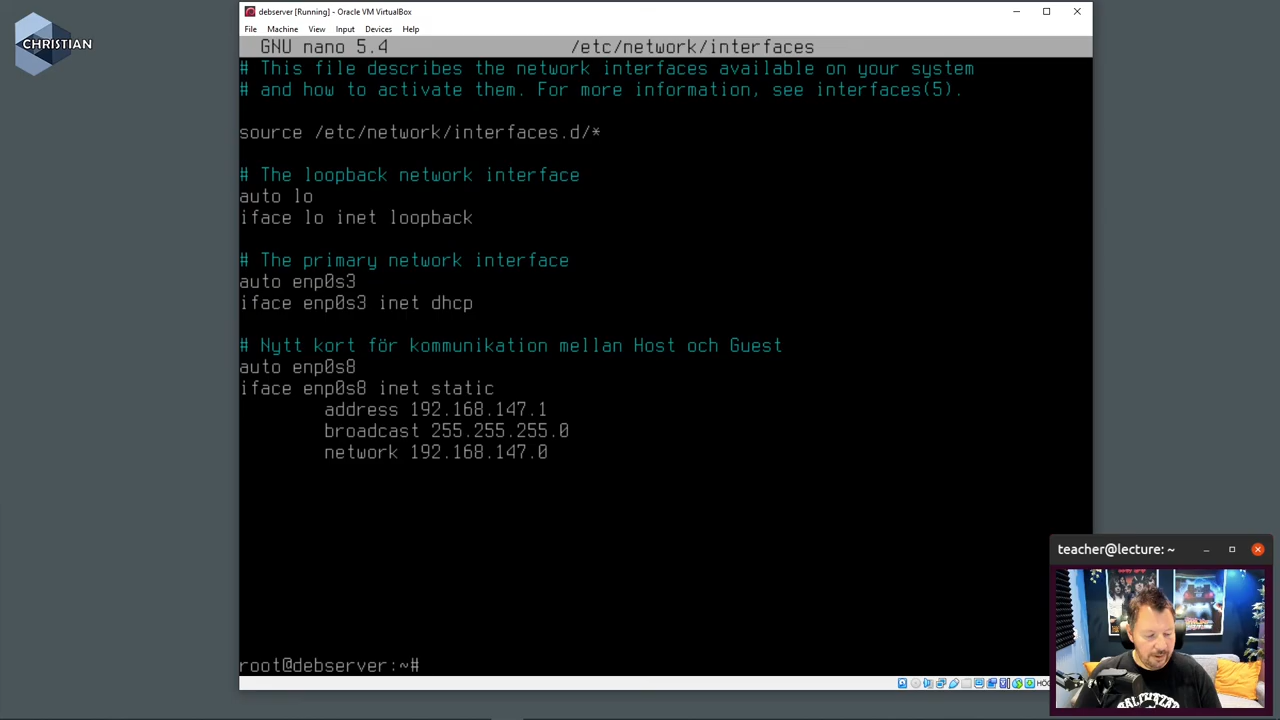 CHRISTIAN
debserver [Running] - Oracle VM VirtualBox
File Machine View Input Devices Help
GNU nano 5.4 /etc/network/interfaces
# This file describes the network interfaces available on your system
# and how to activate them. For more information, see interfaces(5).
source /etc/network/interfaces.d/*
# The loopback network interface
auto lo
iface lo inet loopback
# The primary network interface
auto enp0s3
iface enp0s3 inet dhcp
# Nytt kort för kommunikation mellan Host och Guest
auto enp0s8
iface enp0s8 inet static
address 192.168.147.1
broadcast 255.255.255.0
network 192.168.147.0
teacher@lecture: ~
root@debserver:~#